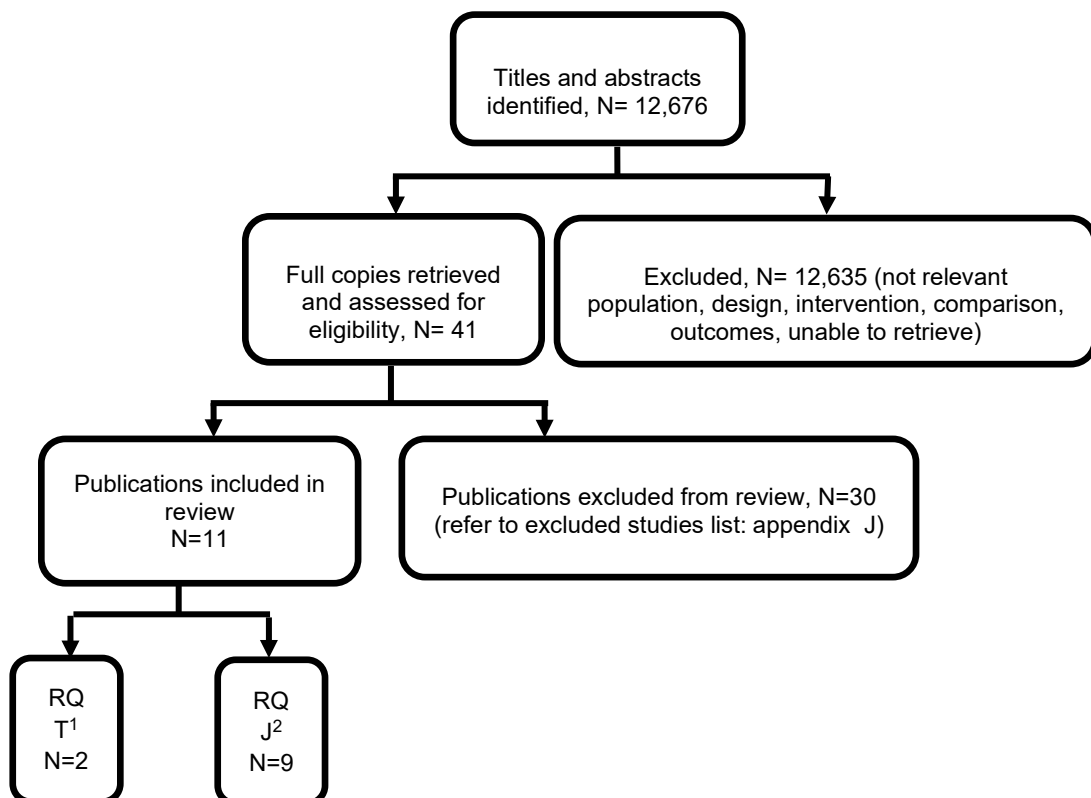 Titles and abstracts
identified, N= 12,676
Full copies retrieved
and assessed for
eligibility, N= 41
Excluded, N= 12,635 (not relevant
population, design, intervention, comparison,
outcomes, unable to retrieve)
Publications included in
review
N=11
Publications excluded from review, N=30
(refer to excluded studies list: appendix J)
RQ
T¹
N=2
RQ
J²
N=9